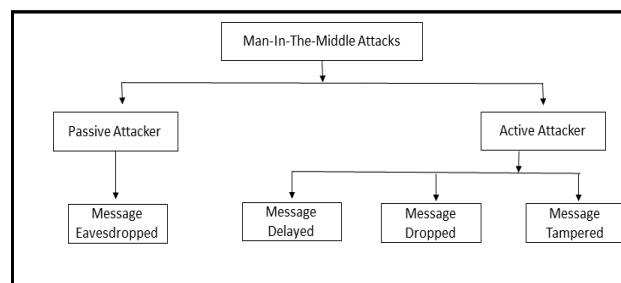 Man-In-The-Middle Attacks
Passive Attacker
Active Attacker
Message
Eavesdropped
Message
Delayed
Message
Dropped
Message
Tampered